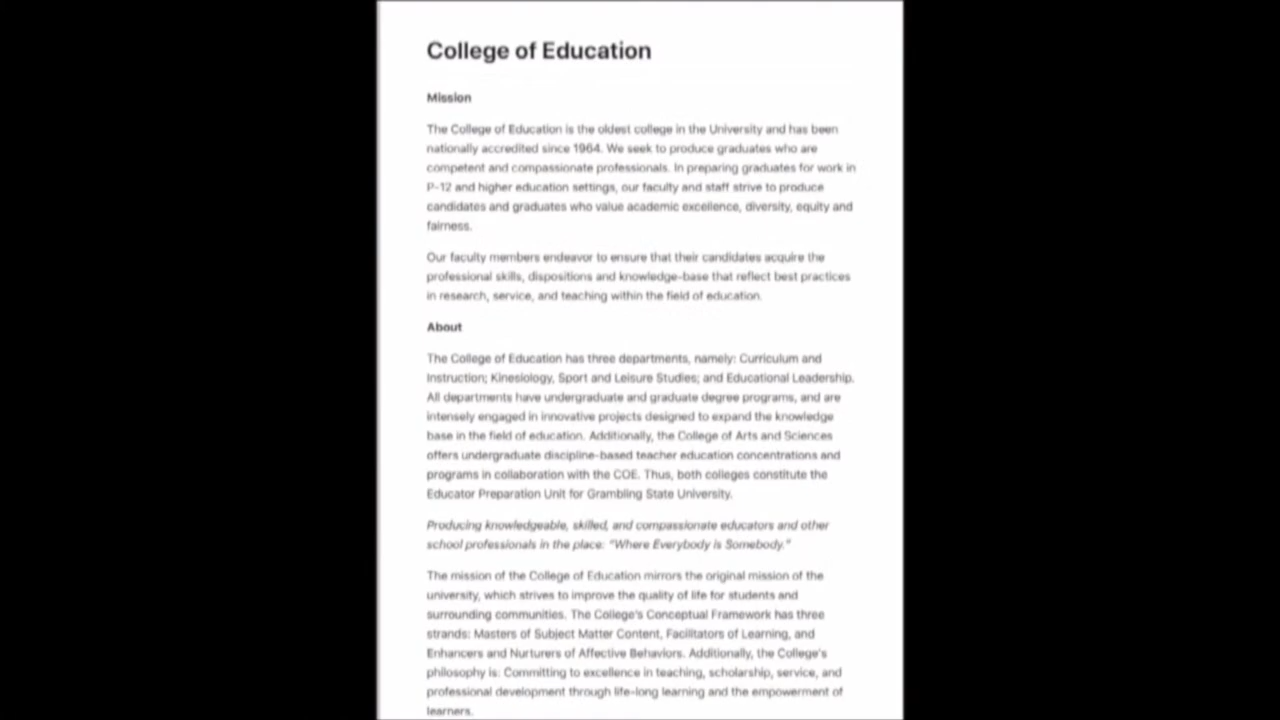 College of Education
Mission
The College of Education is the oldest college in the University and has been
nationally accredited since 1964. We seek to produce graduates who are
competent and compassionate professionals. In preparing graduates for work in
P-12 and higher education settings, our faculty and staff strive to produce
candidates and graduates who value academic excellence, diversity, equity and
fairness.
Our faculty members endeavor to ensure that their candidates acquire the
professional skills, dispositions and knowledge-base that reflect best practices
in research, service, and teaching within the field of education.
About
The College of Education has three departments, namely: Curriculum and
Instruction; Kinesiology, Sport and Leisure Studies; and Educational Leadership.
All departments have undergraduate and graduate degree programs, and are
intensely engaged in innovative projects designed to expand the knowledge
base in the field of education. Additionally, the College of Arts and Sciences
offers undergraduate discipline-based teacher education concentrations and
programs in collaboration with the COE. Thus, both colleges constitute the
Educator Preparation Unit for Grambling State University.
Producing knowledgeable, skilled, and compassionate educators and other
school professionals in the place: "Where Everybody is Somebody."
The mission of the College of Education mirrors the original mission of the
university, which strives to improve the quality of life for students and
surrounding communities. The College's Conceptual Framework has three
strands: Masters of Subject Matter Content, Facilitators of Learning, and
Enhancers and Nurturers of Affective Behaviors. Additionally, the College's
philosophy is: Committing to excellence in teaching, scholarship, service, and
professional development through life-long learning and the empowerment of
learners.